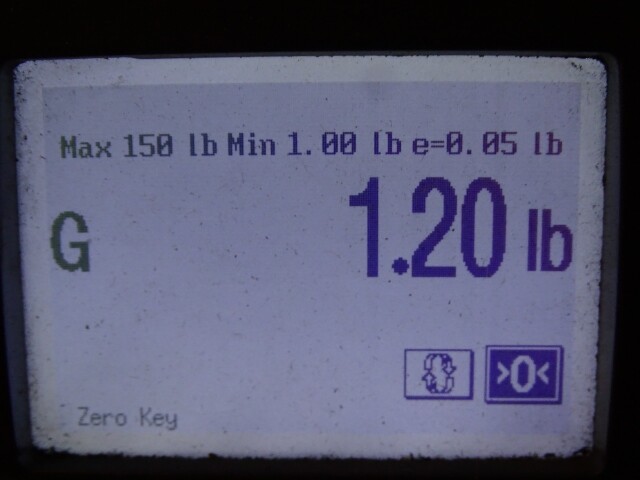 Max 150 lb Min 1.00 lb e=0.05 lb
G 1.20 lb
>0<
Zero Key